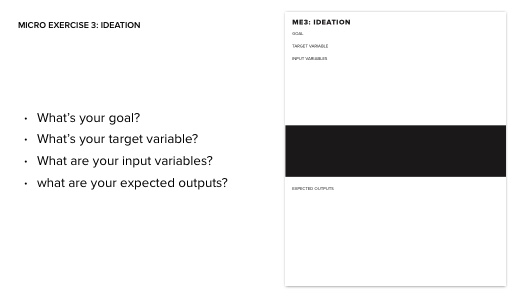 MICRO EXERCISE 3: IDEATION
• What's your goal?
• What's your target variable?
• What are your input variables?
• what are your expected outputs?
ME3: IDEATION
GOAL
TARGET VARIABLE
INPUT VARIABLES
EXPECTED OUTPUTS